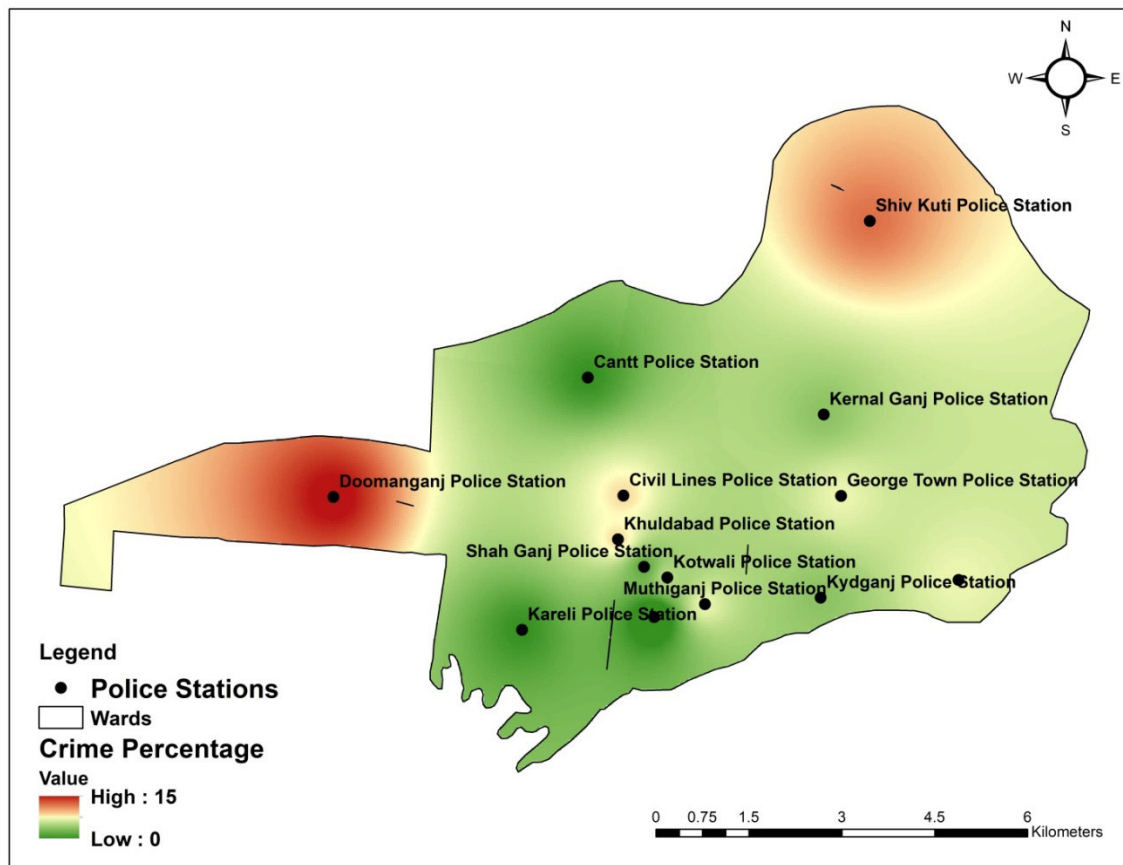 N
W E
S
Shiv Kuti Police Station
Cantt Police Station
Kernal Ganj Police Station
Doomanganj Police Station
Civil Lines Police Station
George Town Police Station
Khuldabad Police Station
Shah Ganj Police Station
Kotwali Police Station
Muthiganj Police Station
Kydganj Police Station
Kareli Police Station
Legend
Police Stations
Wards
Crime Percentage
Value
High : 15
Low : 0
0 0.75 1.5 3 4.5 6
Kilometers